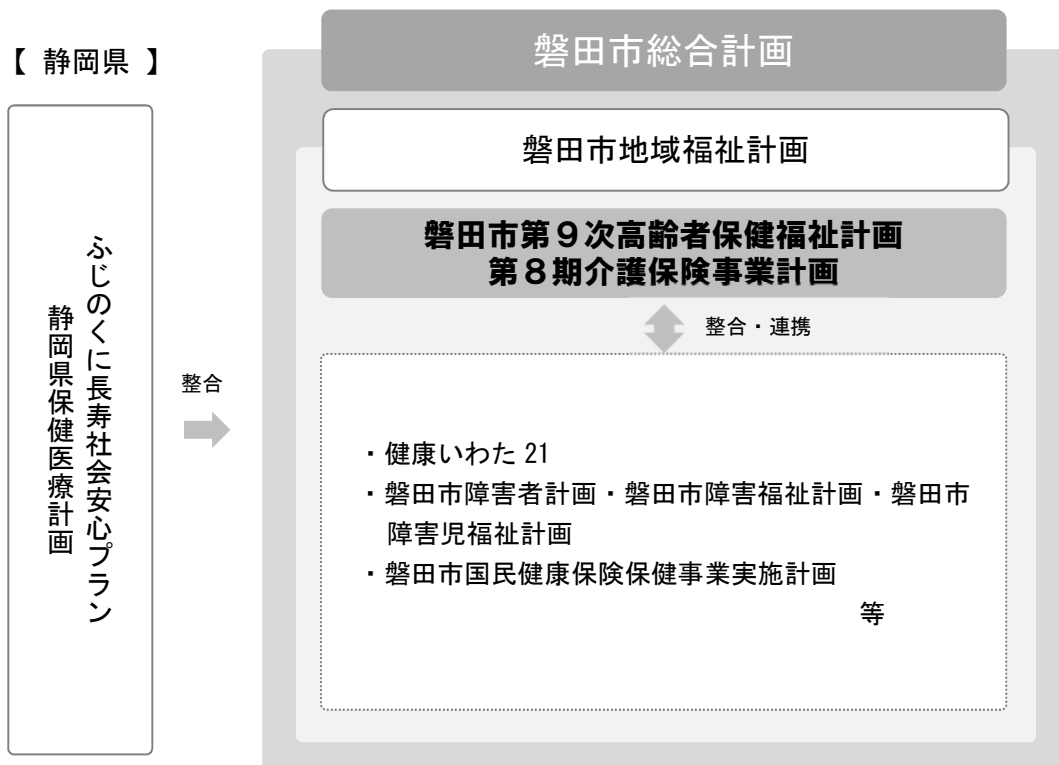 【 静岡県 】
ふじのくに長寿社会安心プラン
静岡県保健医療計画
整合
磐田市総合計画
磐田市地域福祉計画
磐田市第９次高齢者保健福祉計画
第８期介護保険事業計画
整合・連携
・健康いわた 21
・磐田市障害者計画・磐田市障害福祉計画・磐田市
障害児福祉計画
・磐田市国民健康保険保健事業実施計画
等